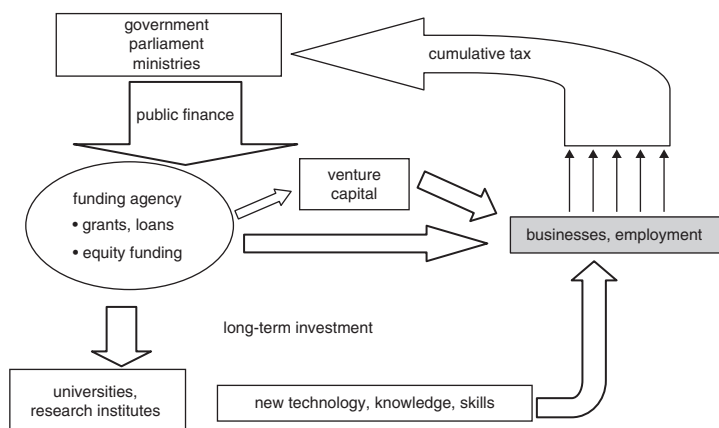 government
parliament
ministries
cumulative tax
public finance
venture
capital
funding agency
• grants, loans
• equity funding
businesses, employment
long-term investment
universities,
research institutes
new technology, knowledge, skills